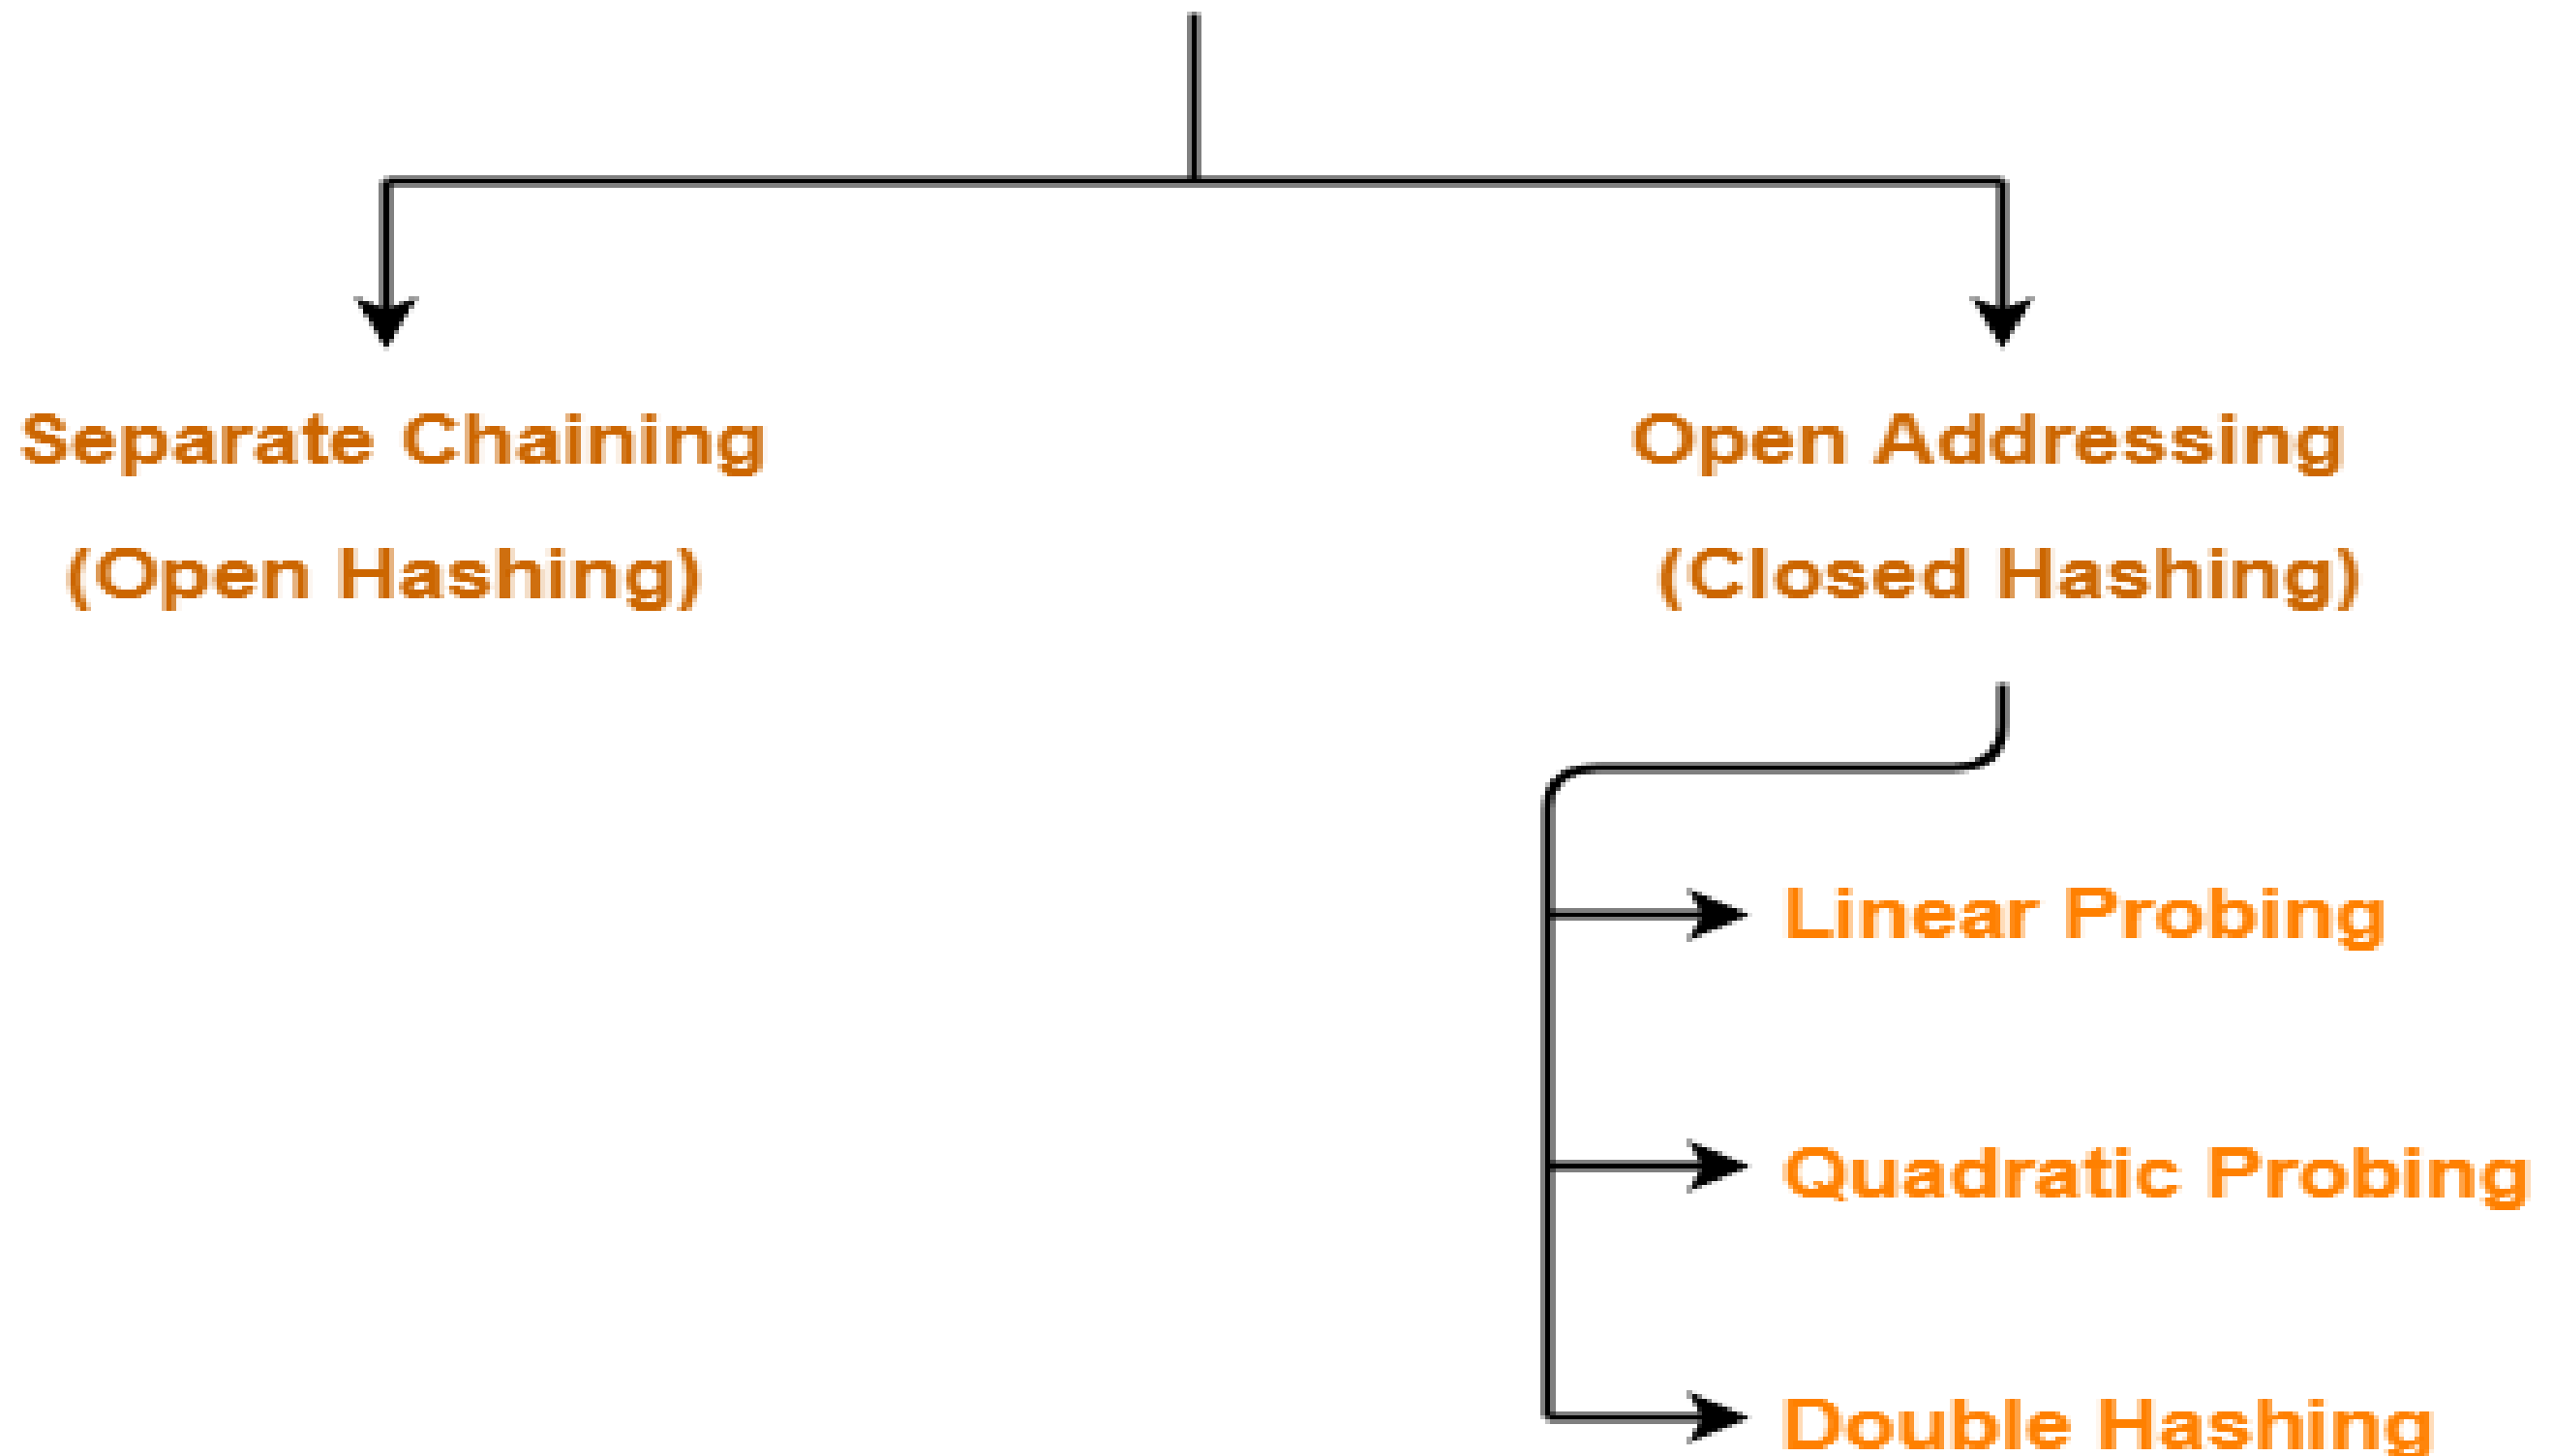 Separate Chaining
(Open Hashing)
Open Addressing
(Closed Hashing)
Linear Probing
Quadratic Probing
Double Hashing